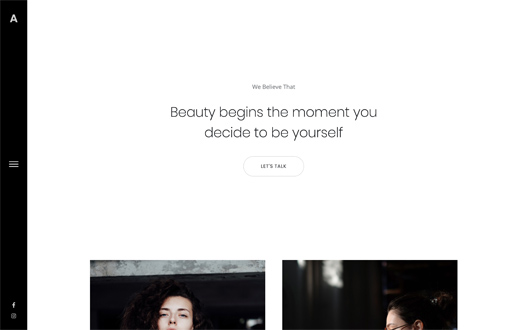 A
We Believe That
Beauty begins the moment you
decide to be yourself
LET'S TALK